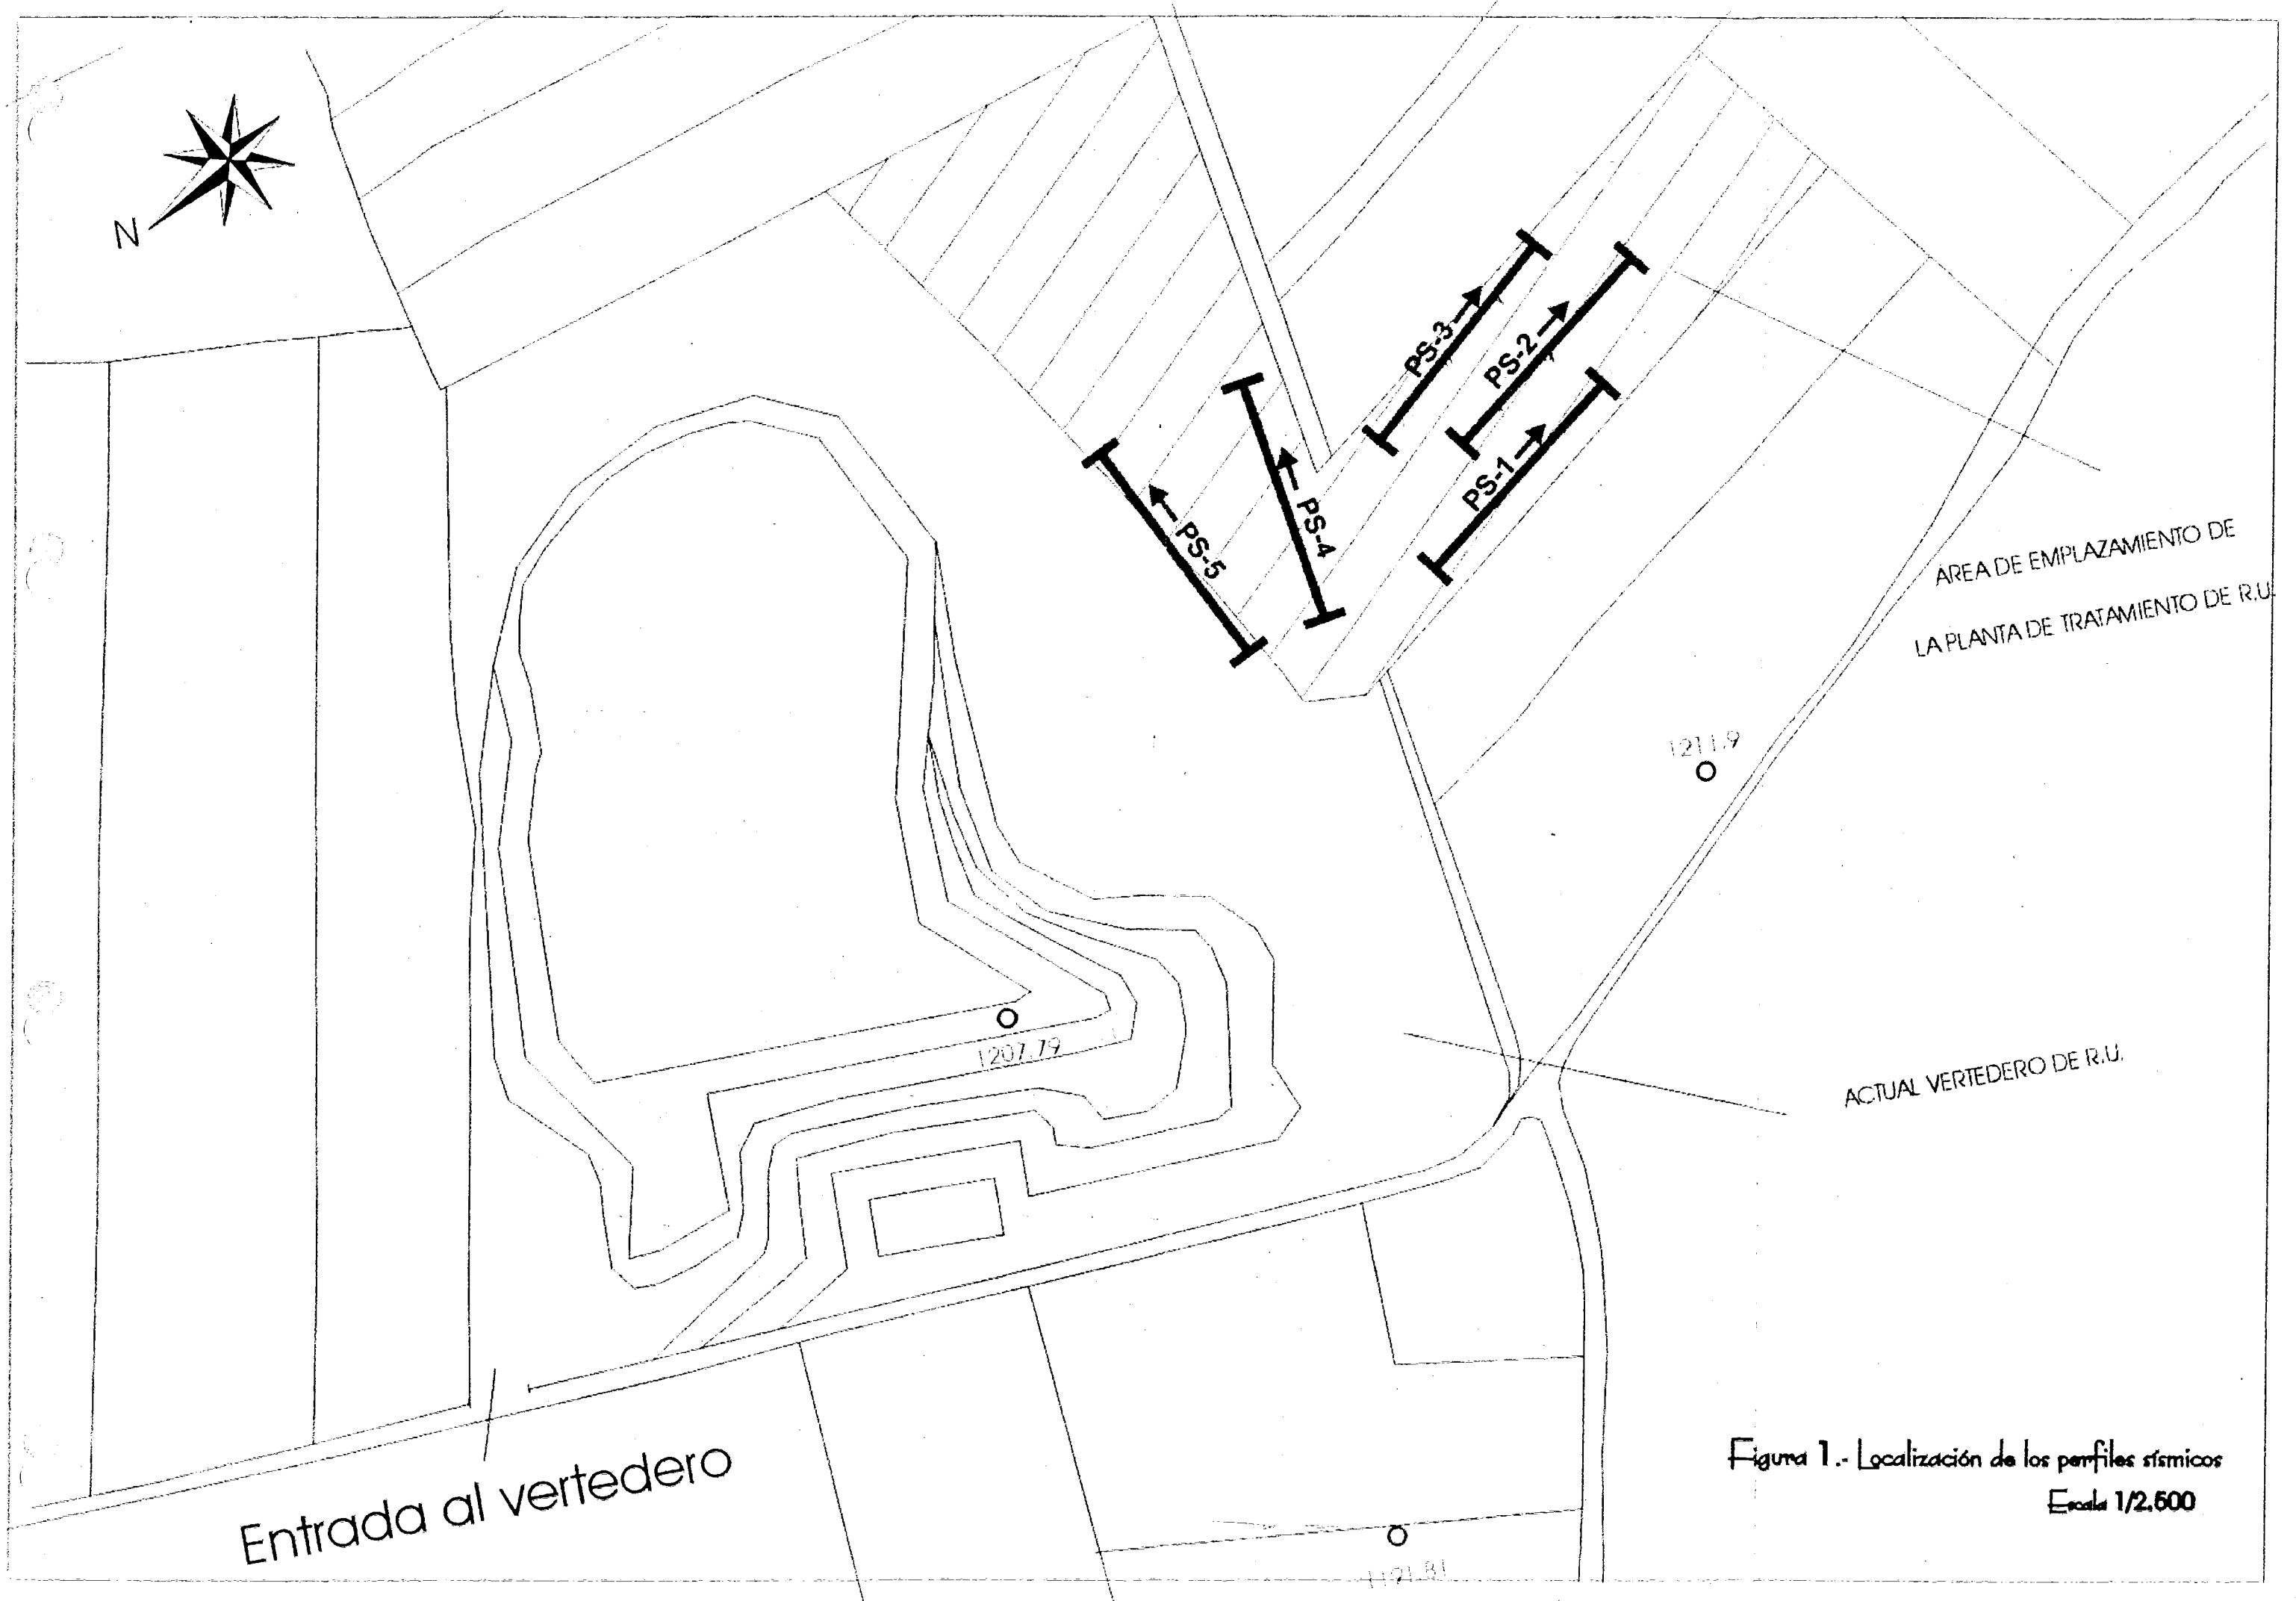 N
PS-3
PS-2
PS-1
PS-4
PS-5
AREA DE EMPLAZAMIENTO DE
LA PLANTA DE TRATAMIENTO DE R.U.
1211.9
1207.79
ACTUAL VERTEDERO DE R.U.
Entrada al vertedero
Figura 1.- Localización de los perfiles sísmicos
Escala 1/2.500